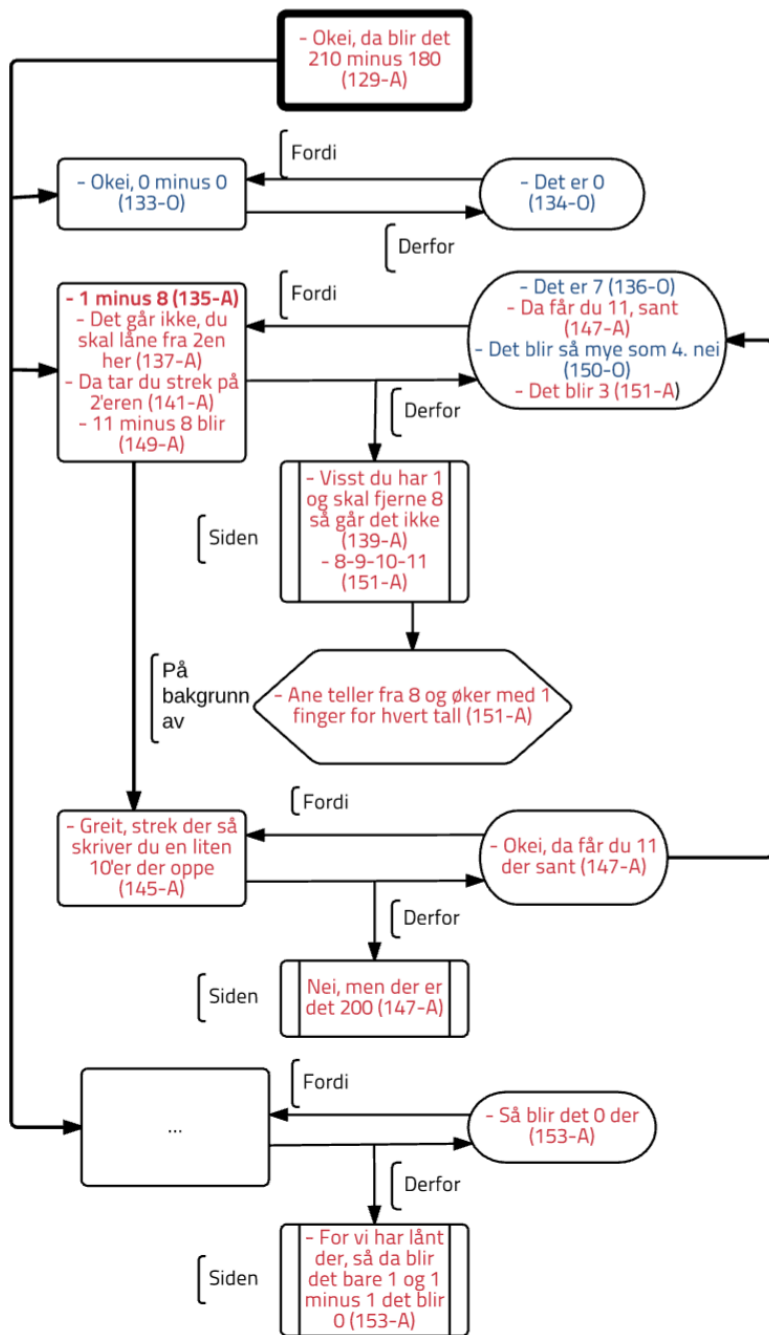 - Okei, da blir det
210 minus 180
(129-A)
Fordi
- Okei, 0 minus 0
(133-O)
- Det er 0
(134-O)
Derfor
- 1 minus 8 (135-A)
- Det går ikke, du
skal låne fra 2en
her (137-A)
- Da tar du strek på
2'eren (141-A)
- 11 minus 8 blir
(149-A)
Fordi
- Det er 7 (136-O)
- Da får du 11, sant
(147-A)
- Det blir så mye som 4. nei
(150-O)
- Det blir 3 (151-A)
Derfor
Siden
- Visst du har 1
og skal fjerne 8
så går det ikke
(139-A)
- 8-9-10-11
(151-A)
På
bakgrunn
av
- Ane teller fra 8 og øker med 1
finger for hvert tall (151-A)
Fordi
- Greit, strek der så
skriver du en liten
10'er der oppe
(145-A)
- Okei, da får du 11
der sant (147-A)
Derfor
Siden
Nei, men der er
det 200 (147-A)
Fordi
...
- Så blir det 0 der
(153-A)
Derfor
Siden
- For vi har lånt
der, så da blir
det bare 1 og 1
minus 1 det blir
0 (153-A)